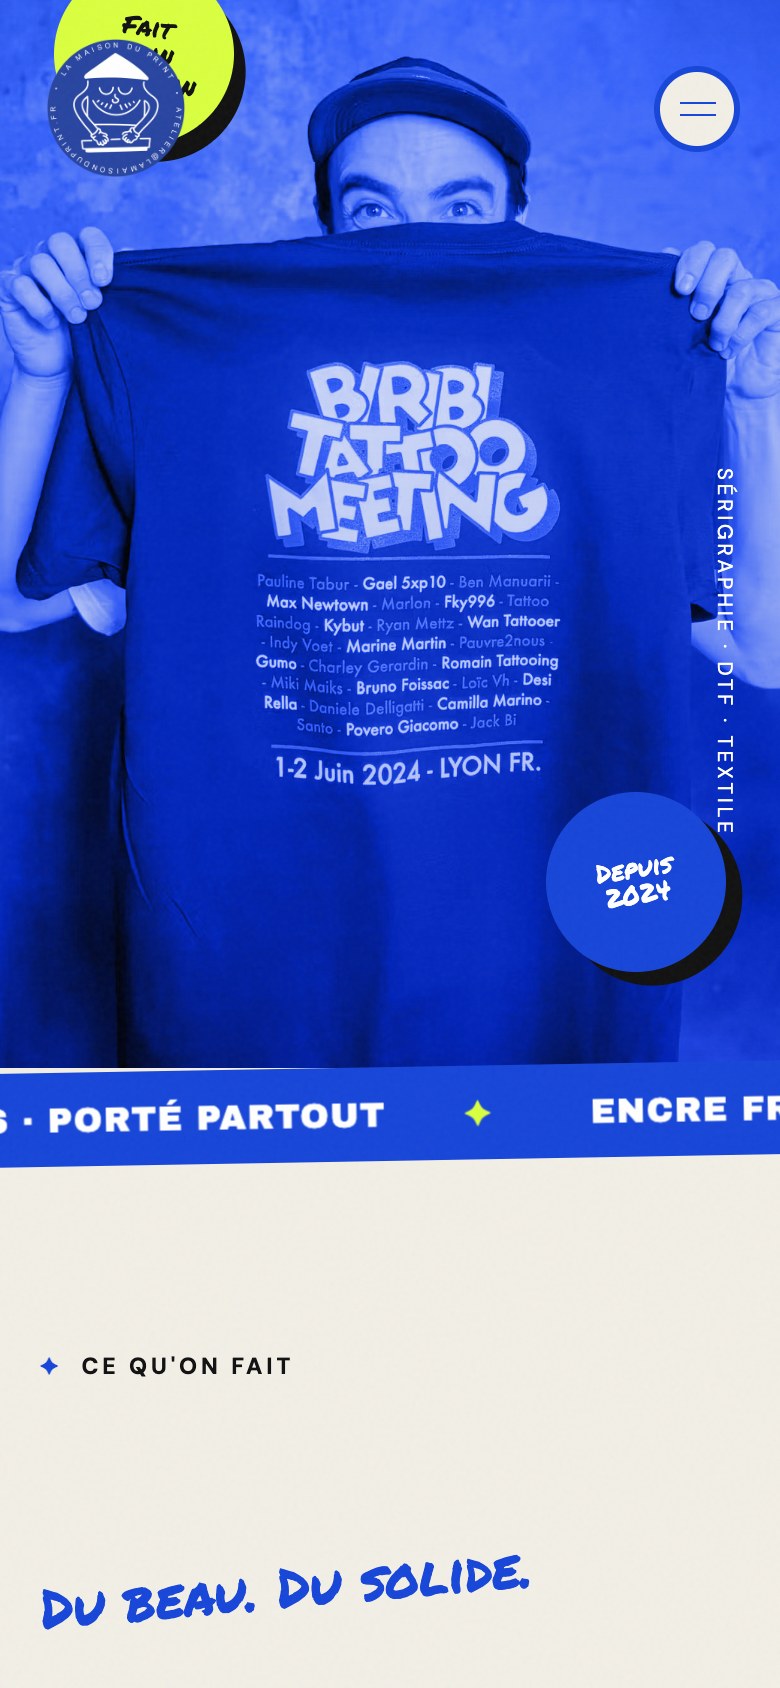 FAIT
LA MAISON DU PRINT · ATELIER@LAMAISONDUPRINT.FR ·
BIRIBI
TATTOO
MEETING
Pauline Tabur - Gael 5xp10 - Ben Manuarii -
Max Newtown - Marlon - Fky996 - Tattoo
Raindog - Kybut - Ryan Mettz - Wan Tattooer
- Indy Voet - Marine Martin - Pauvre2nous -
Gumo - Charley Gerardin - Romain Tattooing
- Miki Maiks - Bruno Foissac - Loïc Vh - Desi
Rella - Daniele Delligatti - Camilla Marino -
Santo - Povero Giacomo - Jack Bi
1-2 Juin 2024 - LYON FR.
SÉRIGRAPHIE · DTF · TEXTILE
DEPUIS
2024
S · PORTÉ PARTOUT ✦ ENCRE FR
✦ CE QU'ON FAIT
DU BEAU. DU SOLIDE.